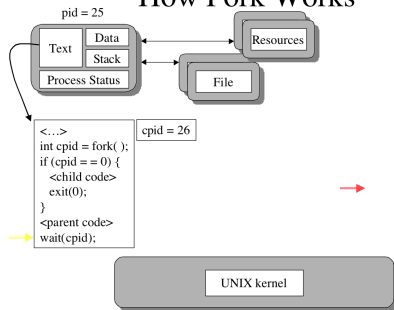 How Fork Works
pid = 25
Text
Data
Stack
Process Status
Resources
File
<…>
int cpid = fork( );
if (cpid = = 0) {
<child code>
exit(0);
}
<parent code>
wait(cpid);
cpid = 26
UNIX kernel